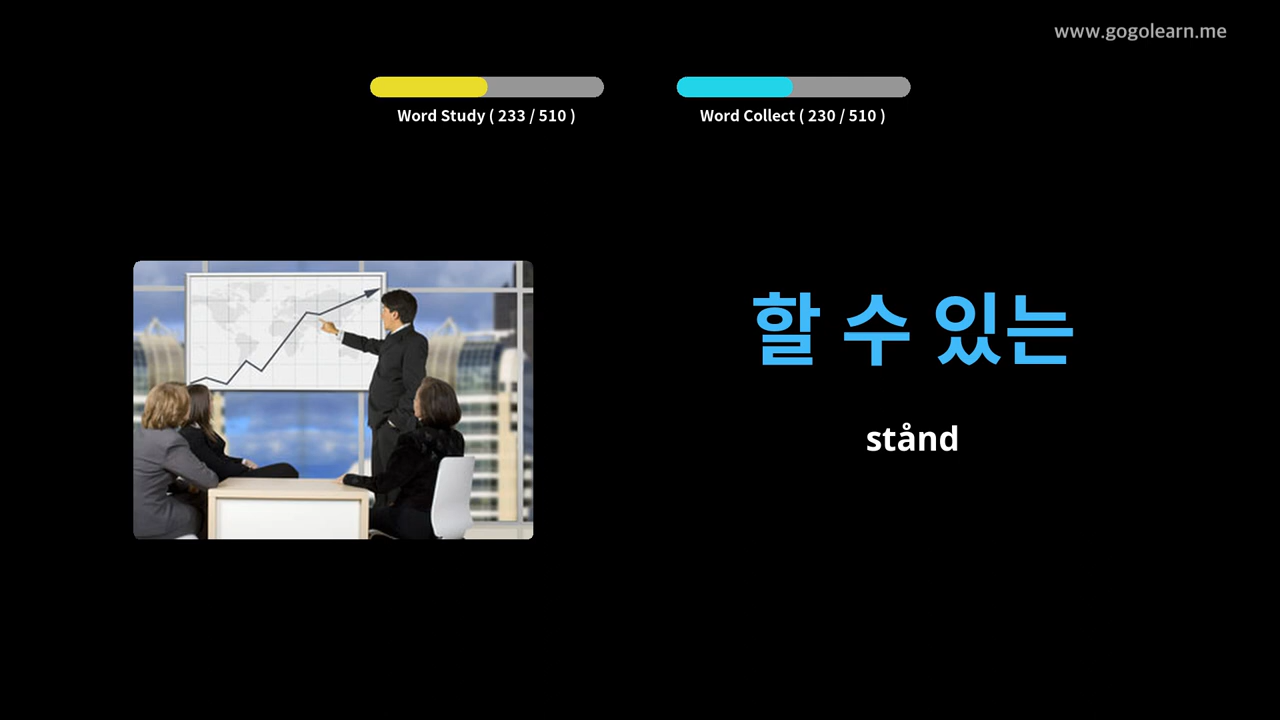 www.gogolearn.me
Word Study ( 233 / 510 )
Word Collect ( 230 / 510 )
할 수 있는
stånd